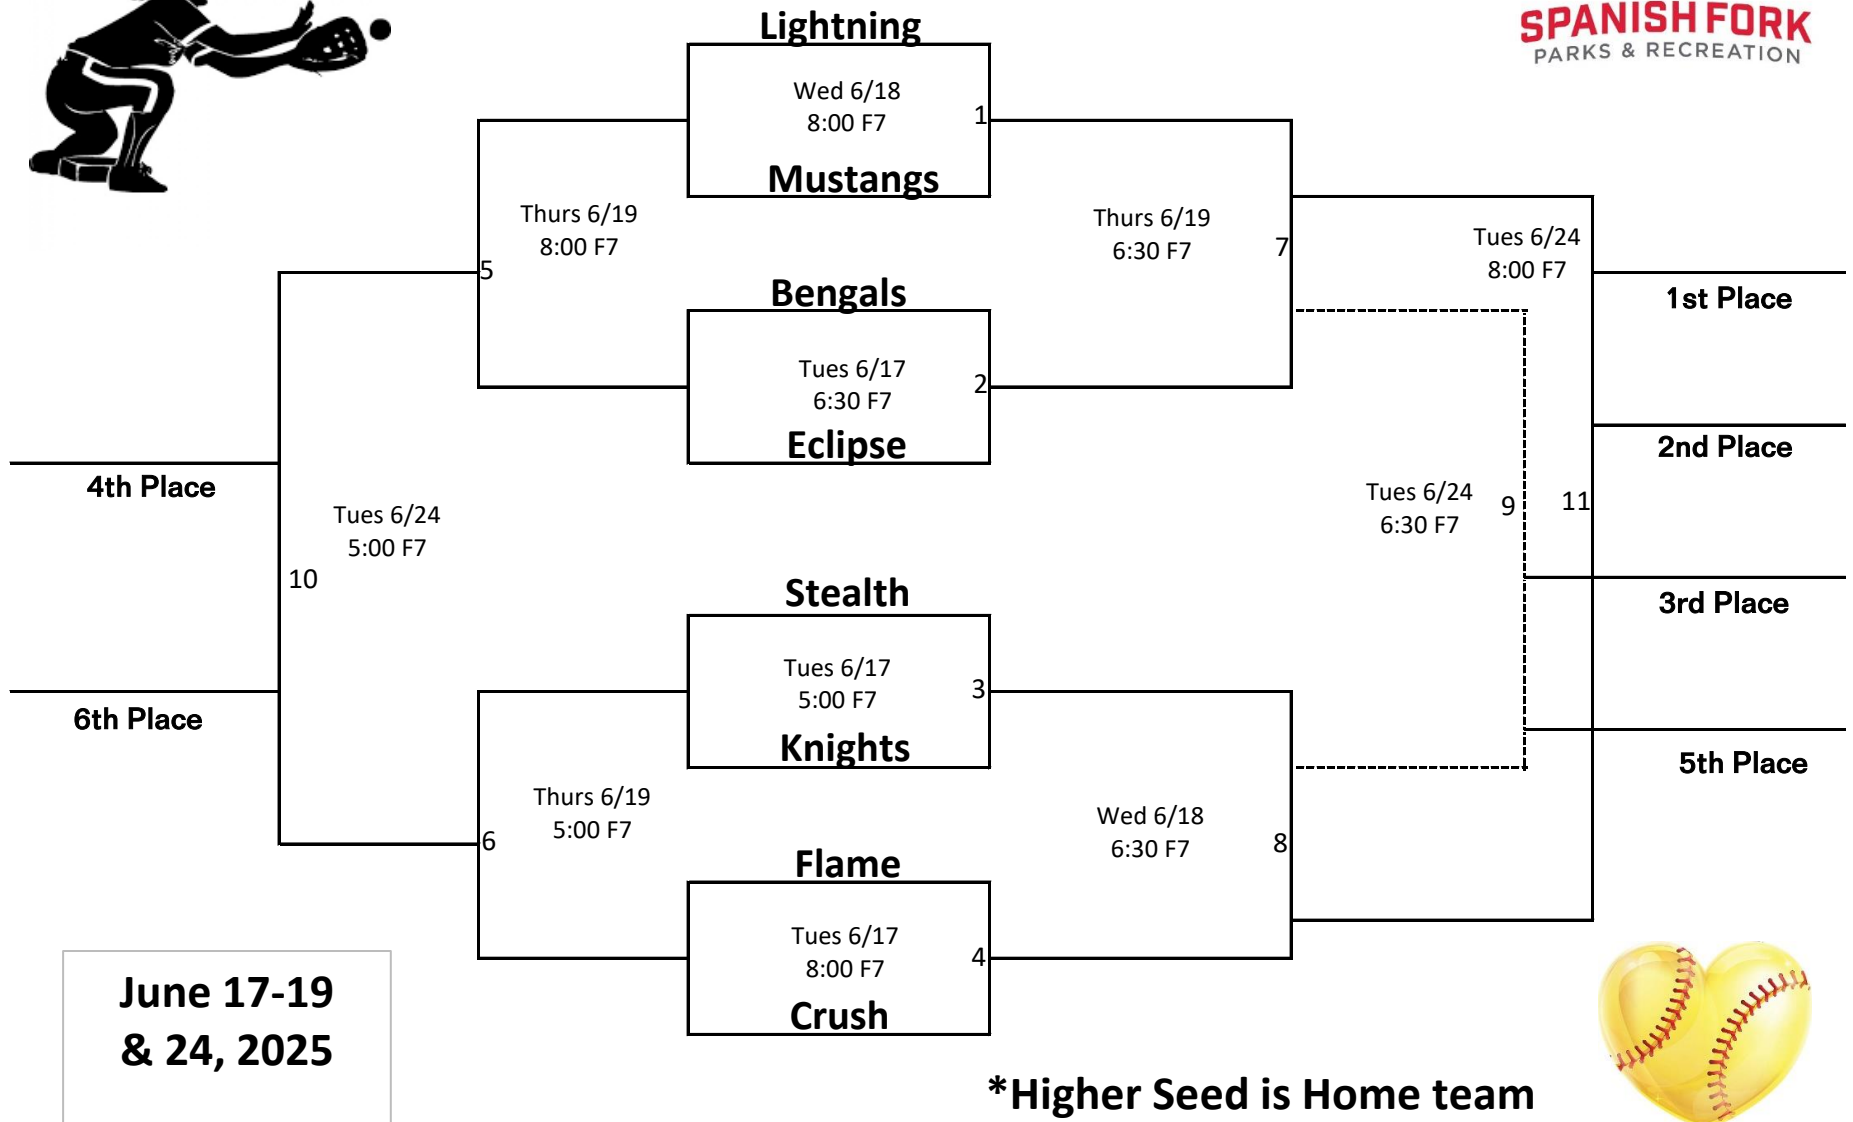 Lightning
SPANISH FORK
PARKS & RECREATION
Wed 6/18
8:00 F7
1
Mustangs
Thurs 6/19
8:00 F7
Thurs 6/19
6:30 F7
7
Tues 6/24
8:00 F7
5
Bengals
1st Place
Tues 6/17
6:30 F7
2
Eclipse
2nd Place
4th Place
Tues 6/24
5:00 F7
10
Tues 6/24
6:30 F7
9
11
Stealth
3rd Place
Tues 6/17
5:00 F7
3
Knights
6th Place
5th Place
Thurs 6/19
5:00 F7
6
Wed 6/18
6:30 F7
8
Flame
Tues 6/17
8:00 F7
4
Crush
June 17-19
& 24, 2025
*Higher Seed is Home team